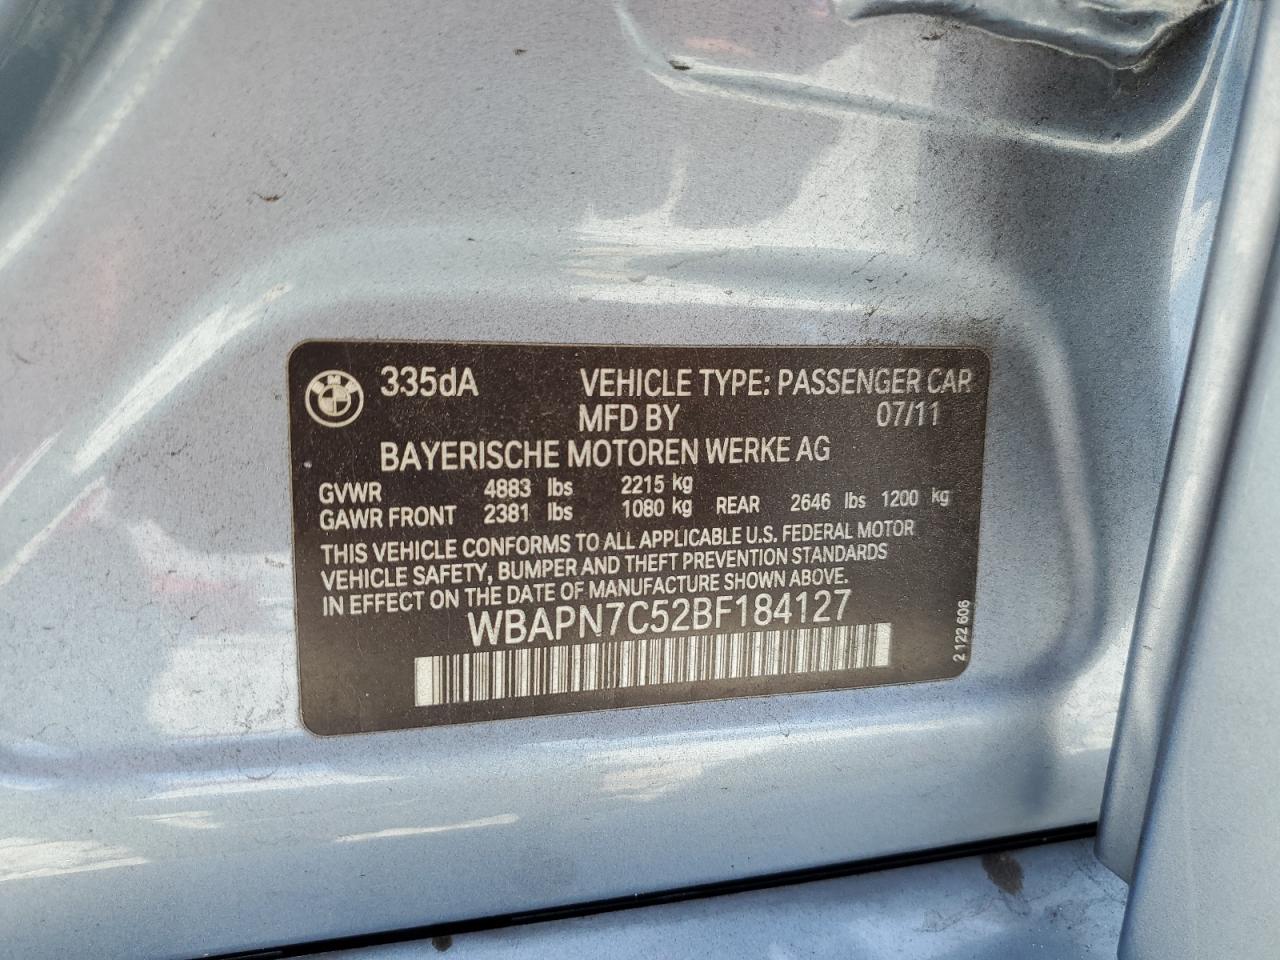 335dA VEHICLE TYPE: PASSENGER CAR
MFD BY 07/11
BAYERISCHE MOTOREN WERKE AG
GVWR 4883 lbs 2215 kg
GAWR FRONT 2381 lbs 1080 kg REAR 2646 lbs 1200 kg
THIS VEHICLE CONFORMS TO ALL APPLICABLE U.S. FEDERAL MOTOR
VEHICLE SAFETY, BUMPER AND THEFT PREVENTION STANDARDS
IN EFFECT ON THE DATE OF MANUFACTURE SHOWN ABOVE.
WBAPN7C52BF184127
2 122 606
BMW